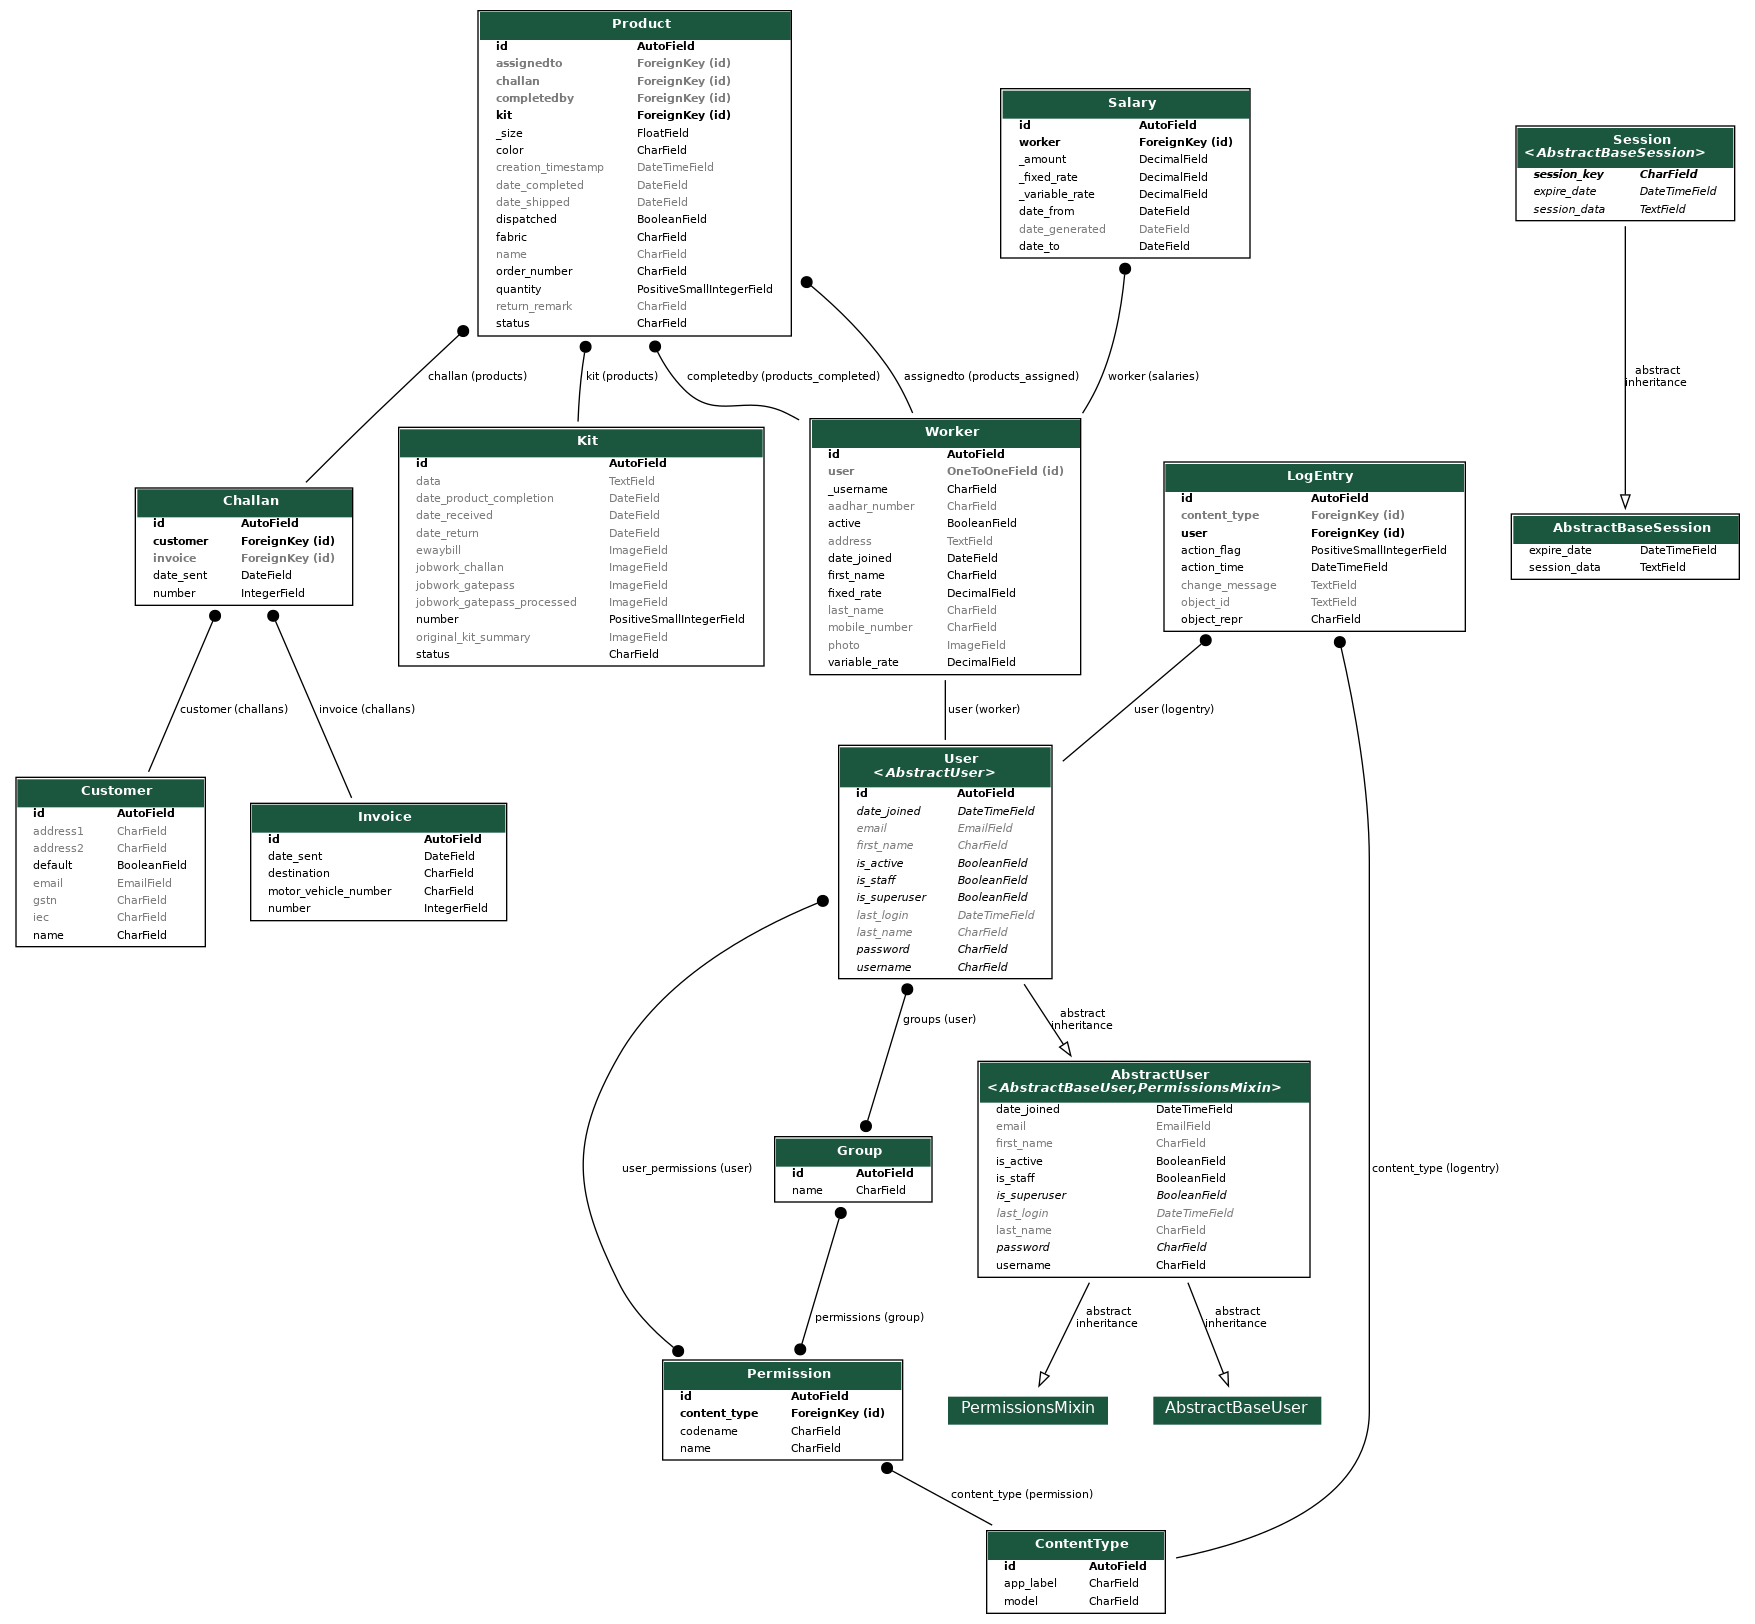 Product
id AutoField
assignedto ForeignKey (id)
challan ForeignKey (id)
completedby ForeignKey (id)
kit ForeignKey (id)
_size FloatField
color CharField
creation_timestamp DateTimeField
date_completed DateField
date_shipped DateField
dispatched BooleanField
fabric CharField
name CharField
order_number CharField
quantity PositiveSmallIntegerField
return_remark CharField
status CharField
Salary
id AutoField
worker ForeignKey (id)
_amount DecimalField
_fixed_rate DecimalField
_variable_rate DecimalField
date_from DateField
date_generated DateField
date_to DateField
Session
<AbstractBaseSession>
session_key CharField
expire_date DateTimeField
session_data TextField
challan (products)
kit (products)
completedby (products_completed)
assignedto (products_assigned)
worker (salaries)
abstract
inheritance
Kit
id AutoField
data TextField
date_product_completion DateField
date_received DateField
date_return DateField
ewaybill ImageField
jobwork_challan ImageField
jobwork_gatepass ImageField
jobwork_gatepass_processed ImageField
number PositiveSmallIntegerField
original_kit_summary ImageField
status CharField
Worker
id AutoField
user OneToOneField (id)
_username CharField
aadhar_number CharField
active BooleanField
address TextField
date_joined DateField
first_name CharField
fixed_rate DecimalField
last_name CharField
mobile_number CharField
photo ImageField
variable_rate DecimalField
LogEntry
id AutoField
content_type ForeignKey (id)
user ForeignKey (id)
action_flag PositiveSmallIntegerField
action_time DateTimeField
change_message TextField
object_id TextField
object_repr CharField
AbstractBaseSession
expire_date DateTimeField
session_data TextField
Challan
id AutoField
customer ForeignKey (id)
invoice ForeignKey (id)
date_sent DateField
number IntegerField
customer (challans)
invoice (challans)
user (worker)
user (logentry)
Customer
id AutoField
address1 CharField
address2 CharField
default BooleanField
email EmailField
gstn CharField
iec CharField
name CharField
Invoice
id AutoField
date_sent DateField
destination CharField
motor_vehicle_number CharField
number IntegerField
User
<AbstractUser>
id AutoField
date_joined DateTimeField
email EmailField
first_name CharField
is_active BooleanField
is_staff BooleanField
is_superuser BooleanField
last_login DateTimeField
last_name CharField
password CharField
username CharField
groups (user)
abstract
inheritance
AbstractUser
<AbstractBaseUser,PermissionsMixin>
date_joined DateTimeField
email EmailField
first_name CharField
is_active BooleanField
is_staff BooleanField
is_superuser BooleanField
last_login DateTimeField
last_name CharField
password CharField
username CharField
user_permissions (user)
Group
id AutoField
name CharField
content_type (logentry)
permissions (group)
abstract
inheritance
abstract
inheritance
Permission
id AutoField
content_type ForeignKey (id)
codename CharField
name CharField
PermissionsMixin
AbstractBaseUser
content_type (permission)
ContentType
id AutoField
app_label CharField
model CharField